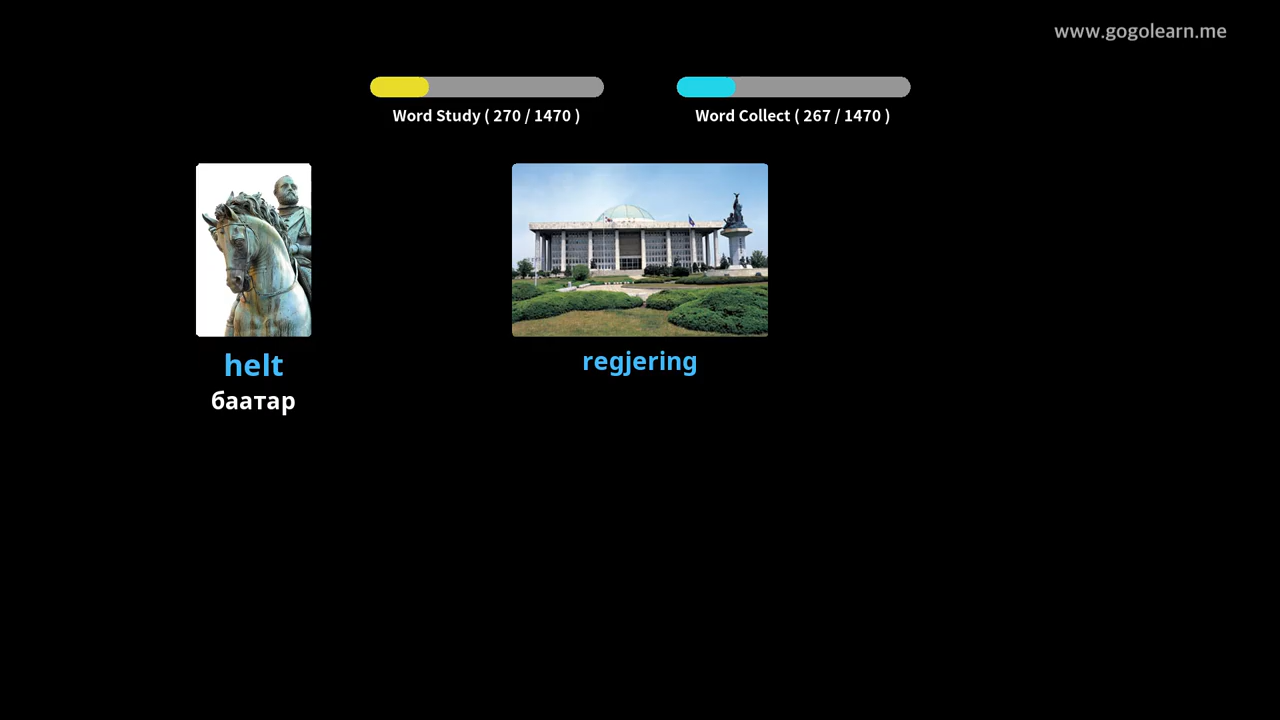 www.gogolearn.me
Word Study ( 270 / 1470 )
Word Collect ( 267 / 1470 )
helt
баатар
regjering